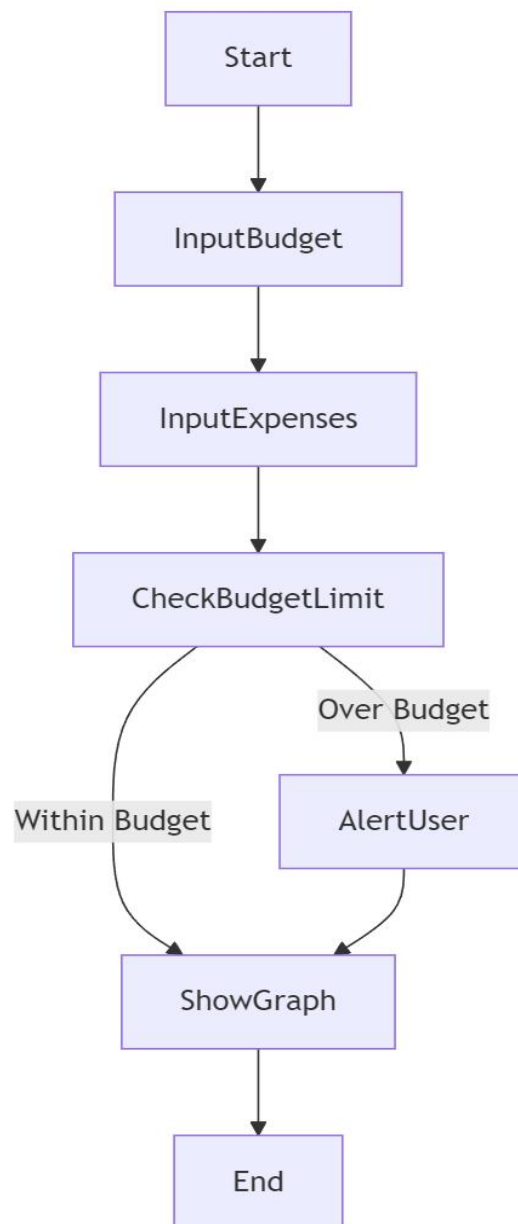 Start
InputBudget
InputExpenses
CheckBudgetLimit
Over Budget
Within Budget
AlertUser
ShowGraph
End